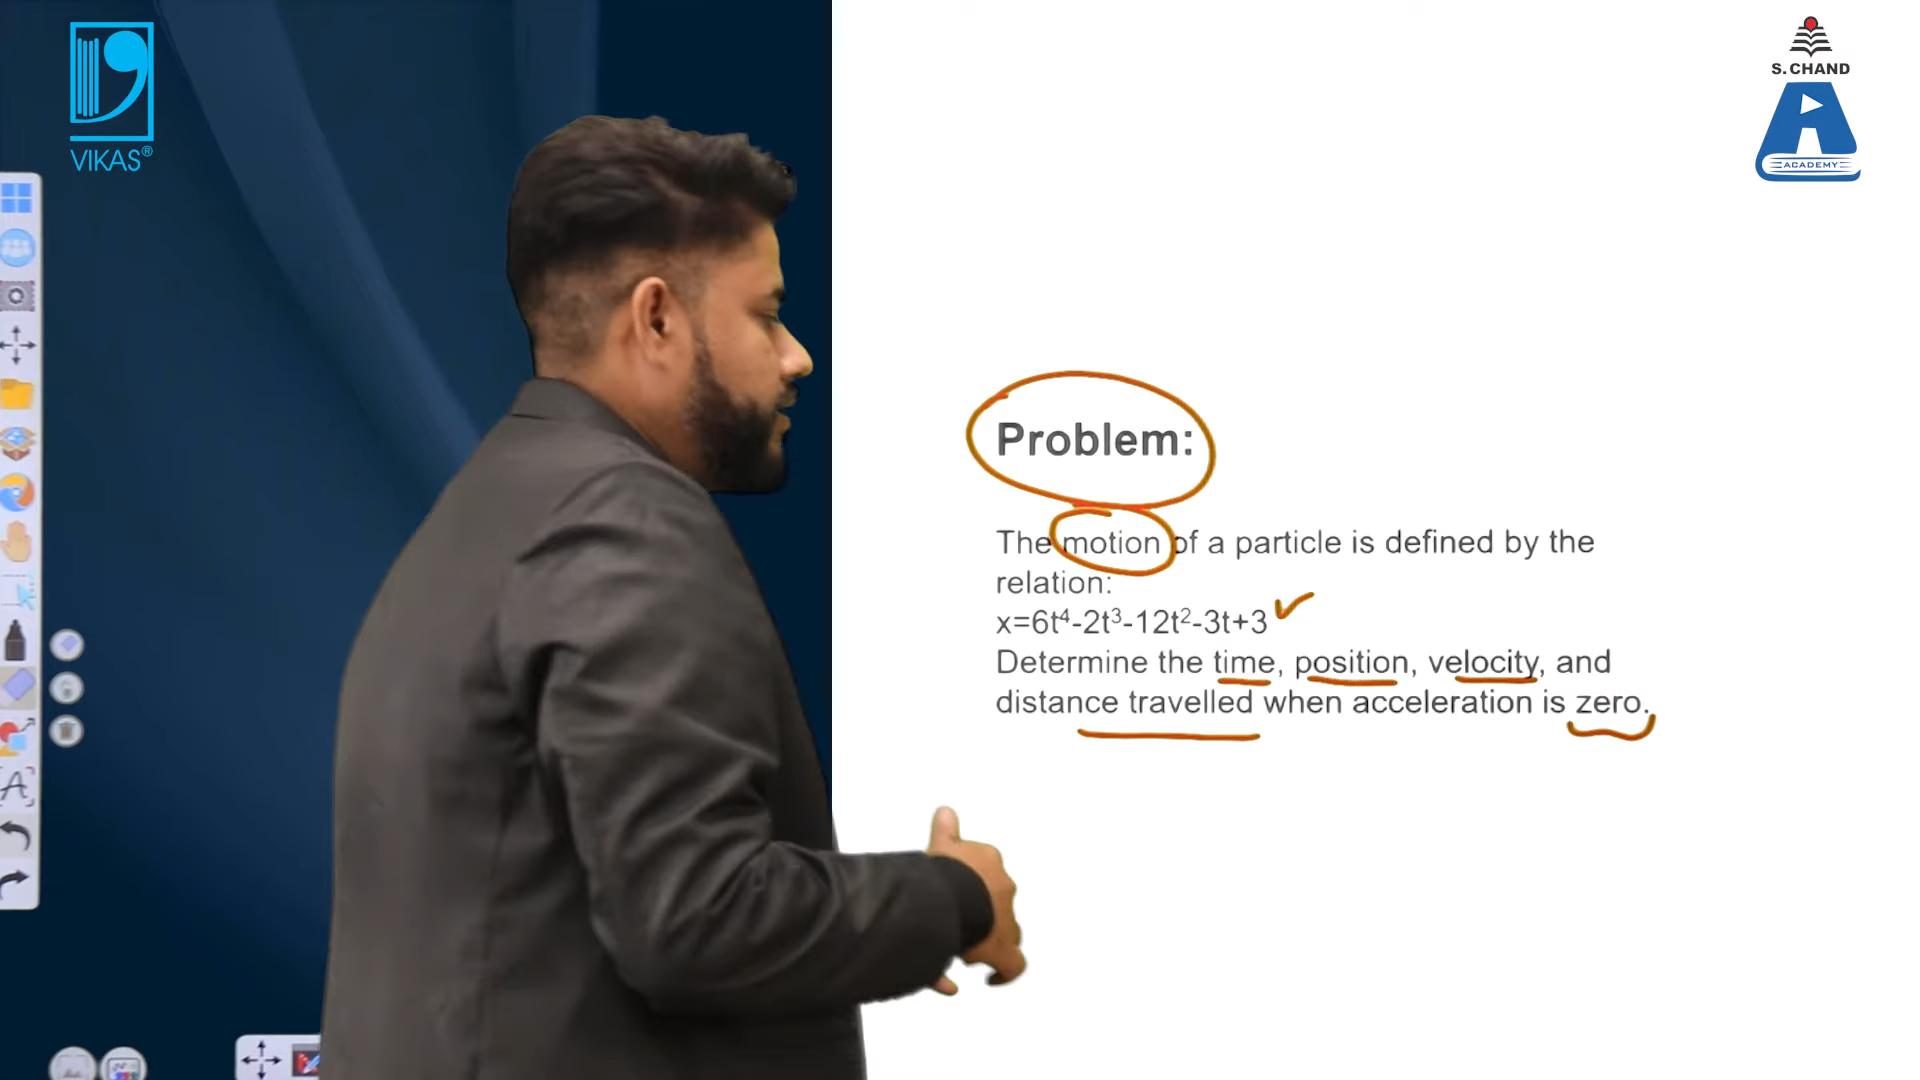 VIKAS®
S. CHAND
ACADEMY
Problem:
The motion of a particle is defined by the
relation:
x=6t⁴-2t³-12t²-3t+3
Determine the time, position, velocity, and
distance travelled when acceleration is zero.